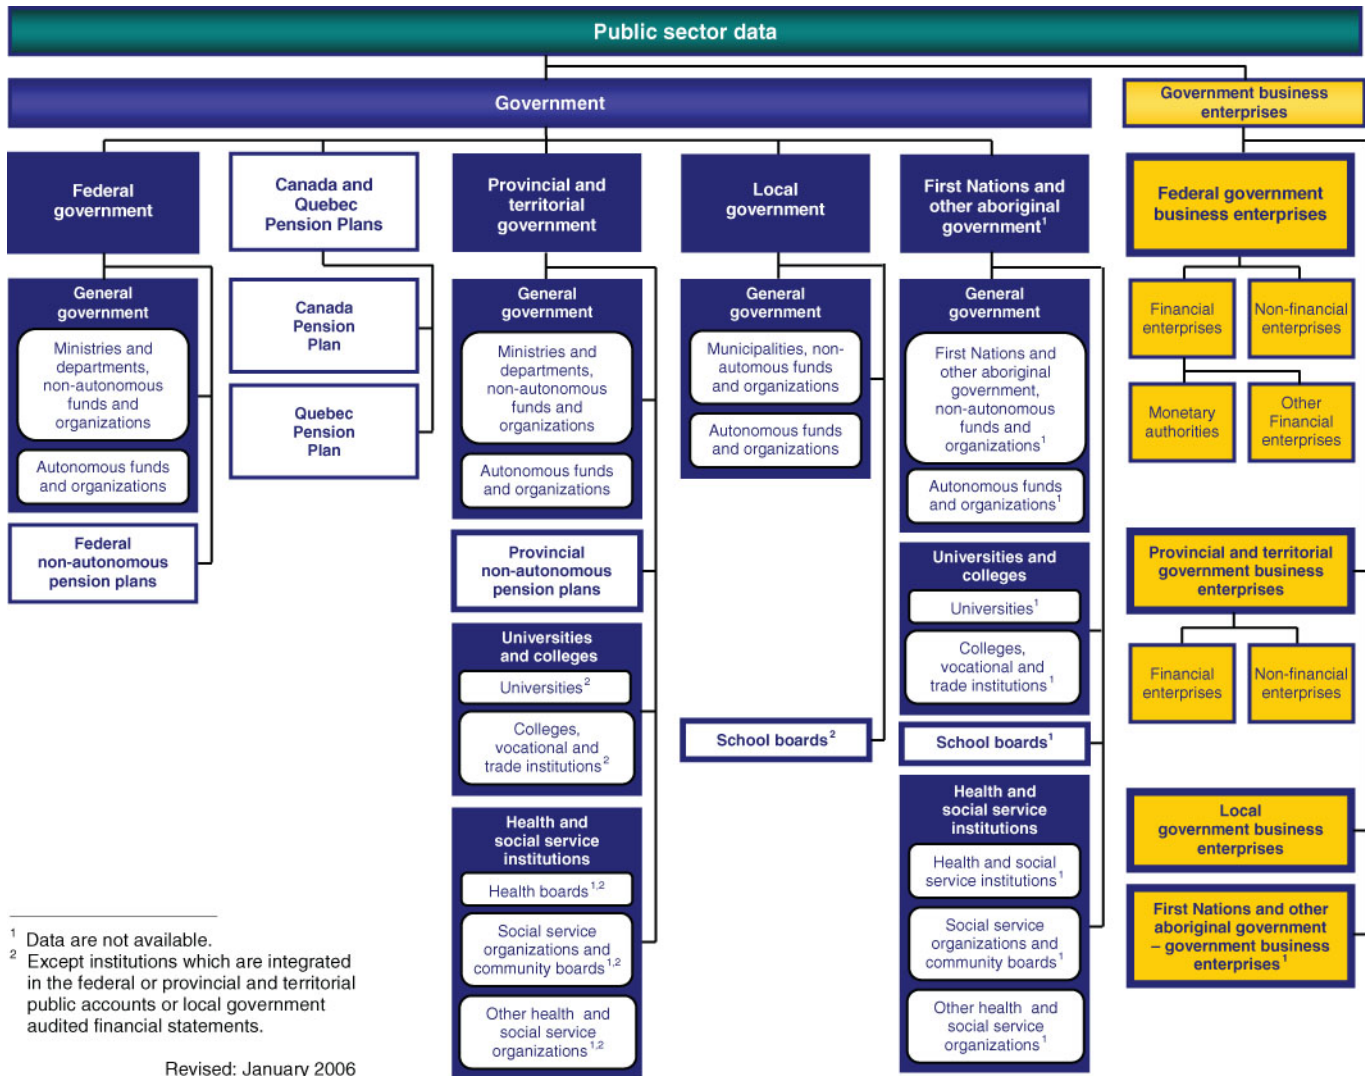 Public sector data
Government
Government business
enterprises
Federal
government
General
government
Ministries and
departments,
non-autonomous
funds and
organizations
Autonomous funds
and organizations
Federal
non-autonomous
pension plans
Canada and
Quebec
Pension Plans
Canada
Pension
Plan
Quebec
Pension
Plan
Provincial and
territorial
government
General
government
Ministries and
departments,
non-autonomous
funds and
organizations
Autonomous funds
and organizations
Provincial
non-autonomous
pension plans
Universities
and colleges
Universities²
Colleges,
vocational and
trade institutions²
Health and
social service
institutions
Health boards¹,²
Social service
organizations and
community boards¹,²
Other health and
social service
organizations¹,²
Local
government
General
government
Municipalities, non-
automous funds
and organizations
Autonomous funds
and organizations
School boards²
First Nations and
other aboriginal
government¹
General
government
First Nations and
other aboriginal
government,
non-autonomous
funds and
organizations¹
Autonomous funds
and organizations¹
Universities and
colleges
Universities¹
Colleges,
vocational and
trade institutions¹
School boards¹
Health and
social service
institutions
Health and social
service institutions¹
Social service
organizations and
community boards¹
Other health and
social service
organizations¹
Federal government
business enterprises
Financial
enterprises
Non-financial
enterprises
Monetary
authorities
Other
Financial
enterprises
Provincial and territorial
government business
enterprises
Financial
enterprises
Non-financial
enterprises
Local
government business
enterprises
First Nations and other
aboriginal government
– government business
enterprises¹
¹ Data are not available.
² Except institutions which are integrated
in the federal or provincial and territorial
public accounts or local government
audited financial statements.
Revised: January 2006